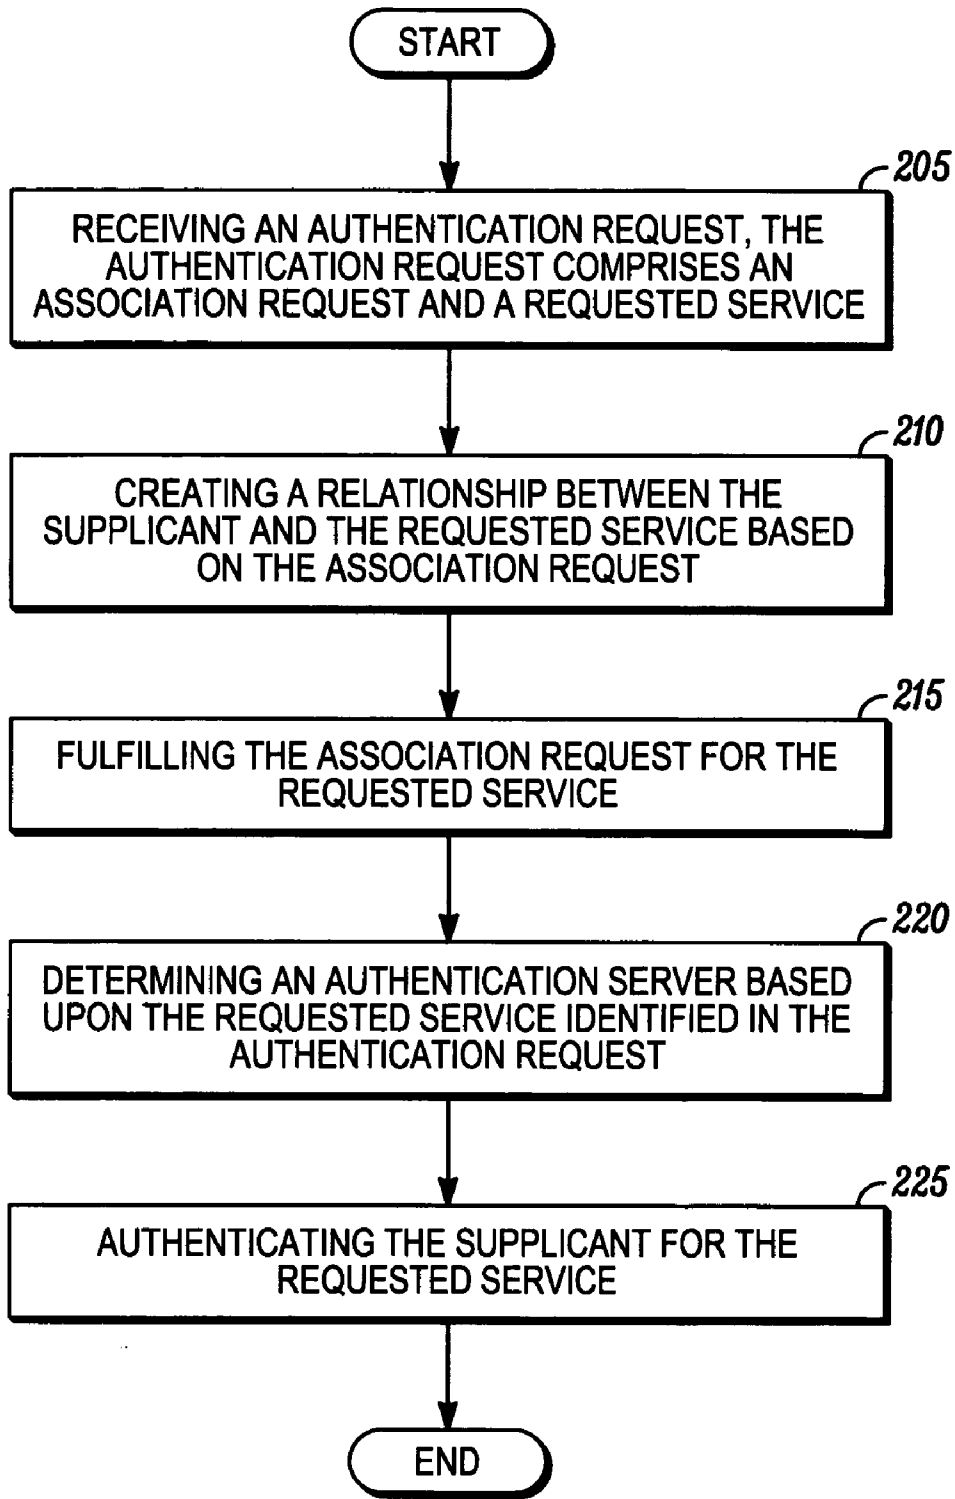 START
205
RECEIVING AN AUTHENTICATION REQUEST, THE
AUTHENTICATION REQUEST COMPRISES AN
ASSOCIATION REQUEST AND A REQUESTED SERVICE
210
CREATING A RELATIONSHIP BETWEEN THE
SUPPLICANT AND THE REQUESTED SERVICE BASED
ON THE ASSOCIATION REQUEST
215
FULFILLING THE ASSOCIATION REQUEST FOR THE
REQUESTED SERVICE
220
DETERMINING AN AUTHENTICATION SERVER BASED
UPON THE REQUESTED SERVICE IDENTIFIED IN THE
AUTHENTICATION REQUEST
225
AUTHENTICATING THE SUPPLICANT FOR THE
REQUESTED SERVICE
END